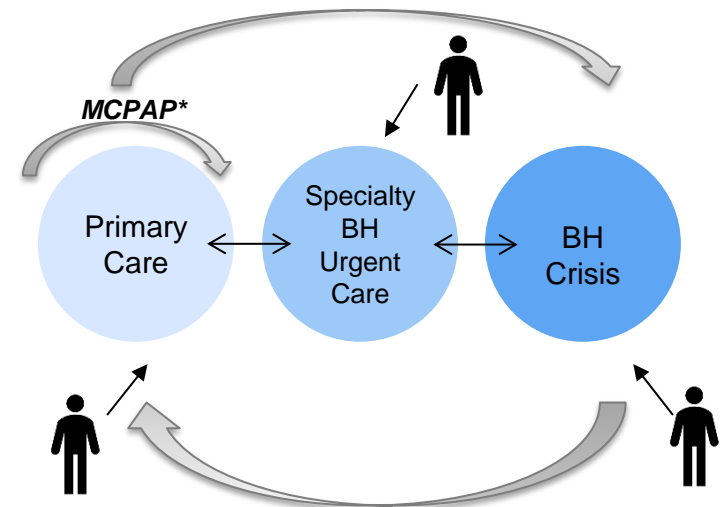 MCPAP*
Primary
Care
Specialty
BH
Urgent
Care
BH
Crisis